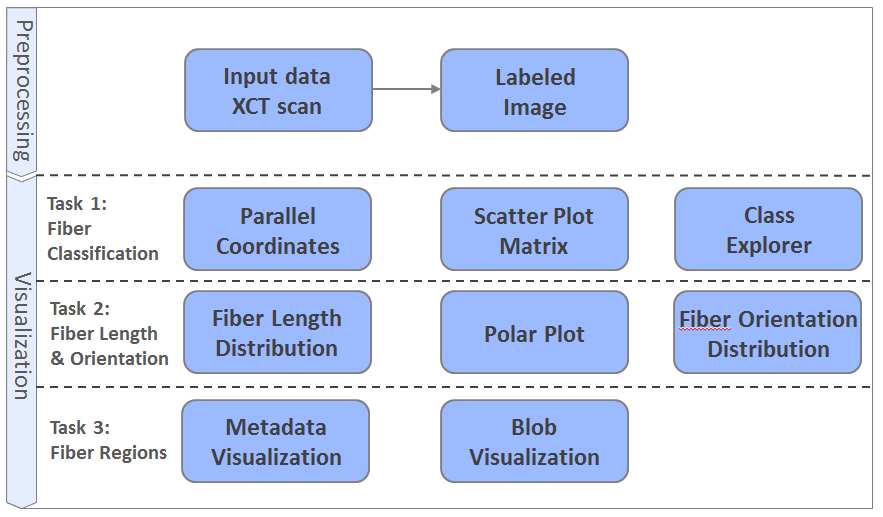 Preprocessing
Input data
XCT scan
Labeled
Image
Visualization
Task 1:
Fiber
Classification
Parallel
Coordinates
Scatter Plot
Matrix
Class
Explorer
Task 2:
Fiber Length
& Orientation
Fiber Length
Distribution
Polar Plot
Fiber Orientation
Distribution
Task 3:
Fiber Regions
Metadata
Visualization
Blob
Visualization